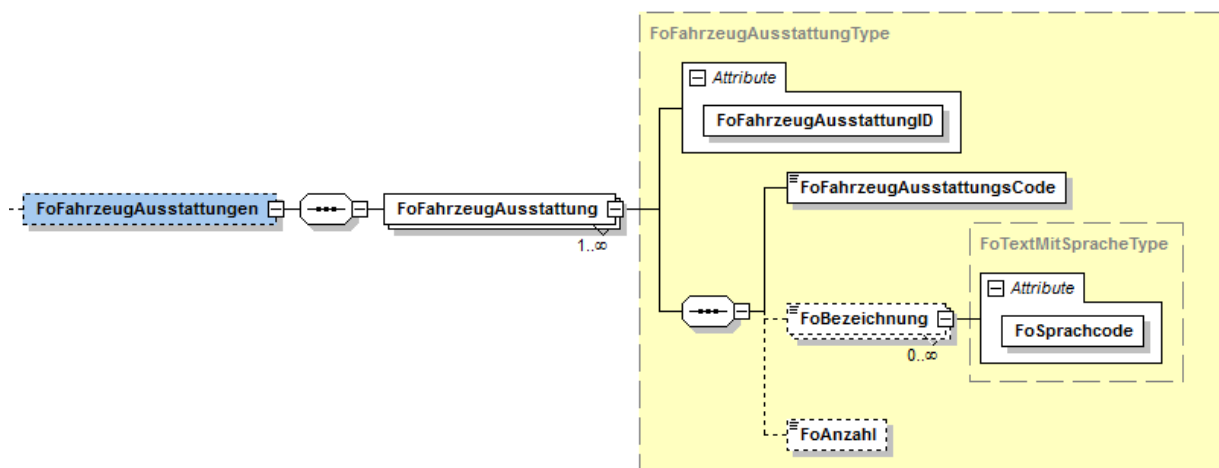 FoFahrzeugAusstattungType
Attribute
FoFahrzeugAusstattungID
FoFahrzeugAusstattungsCode
FoFahrzeugAusstattungen
FoFahrzeugAusstattung
1..∞
FoTextMitSpracheType
Attribute
FoBezeichnung
FoSprachcode
0..∞
FoAnzahl